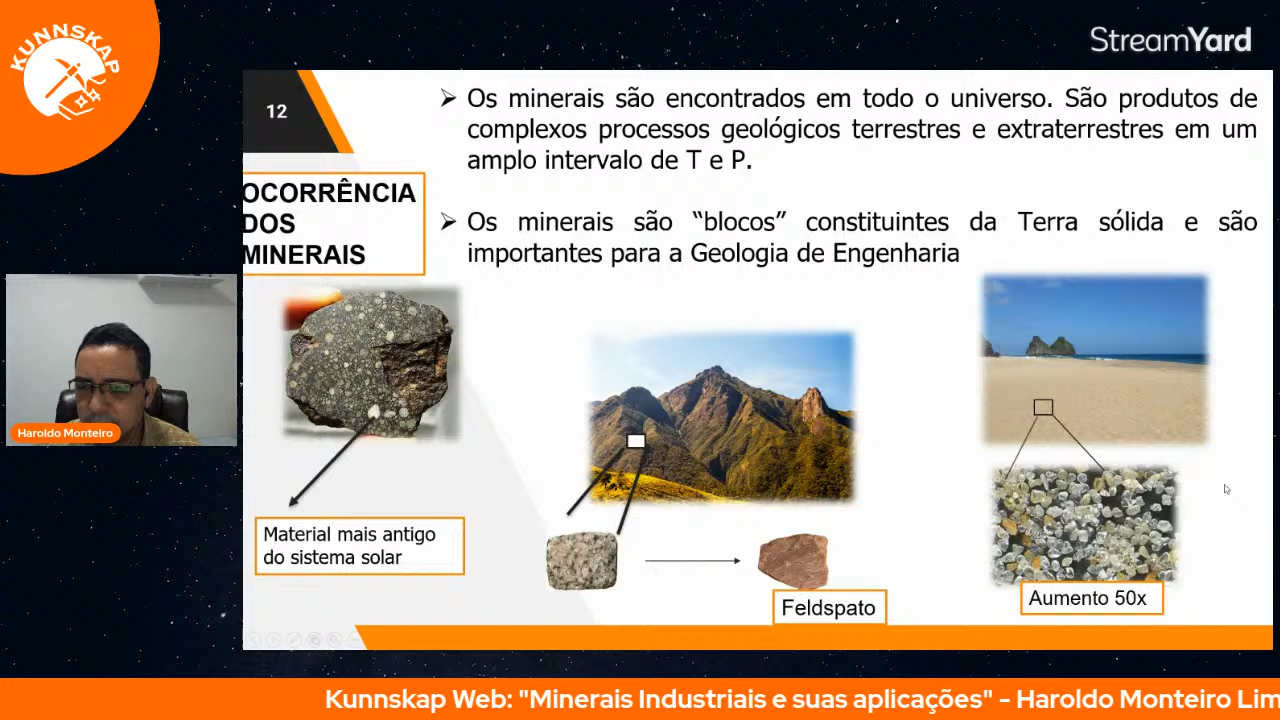 KUNNSKAP
StreamYard
12
OCORRÊNCIA
DOS
MINERAIS
➢ Os minerais são encontrados em todo o universo. São produtos de
complexos processos geológicos terrestres e extraterrestres em um
amplo intervalo de T e P.
➢ Os minerais são “blocos” constituintes da Terra sólida e são
importantes para a Geologia de Engenharia
Haroldo Monteiro
Material mais antigo
do sistema solar
Feldspato
Aumento 50x
Kunnskap Web: "Minerais Industriais e suas aplicações" - Haroldo Monteiro Lim